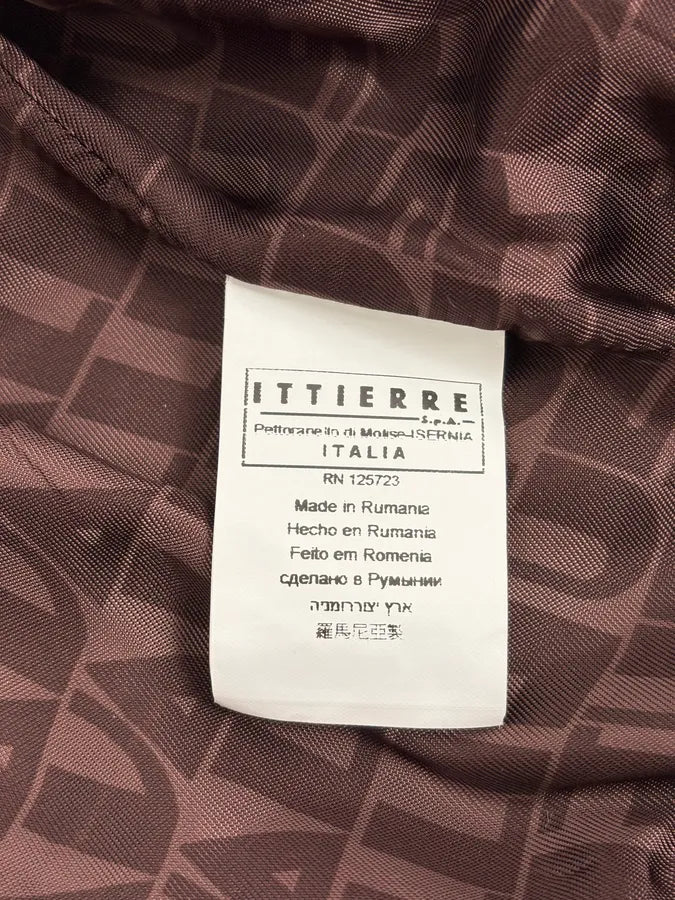 ITTIERRE
S.p.A.
Pettoranello di Molise-ISERNIA
ITALIA
RN 125723
Made in Rumania
Hecho en Rumania
Feito em Romenia
сделано в Румынии
ארץ יצור רומניה
羅馬尼亞製